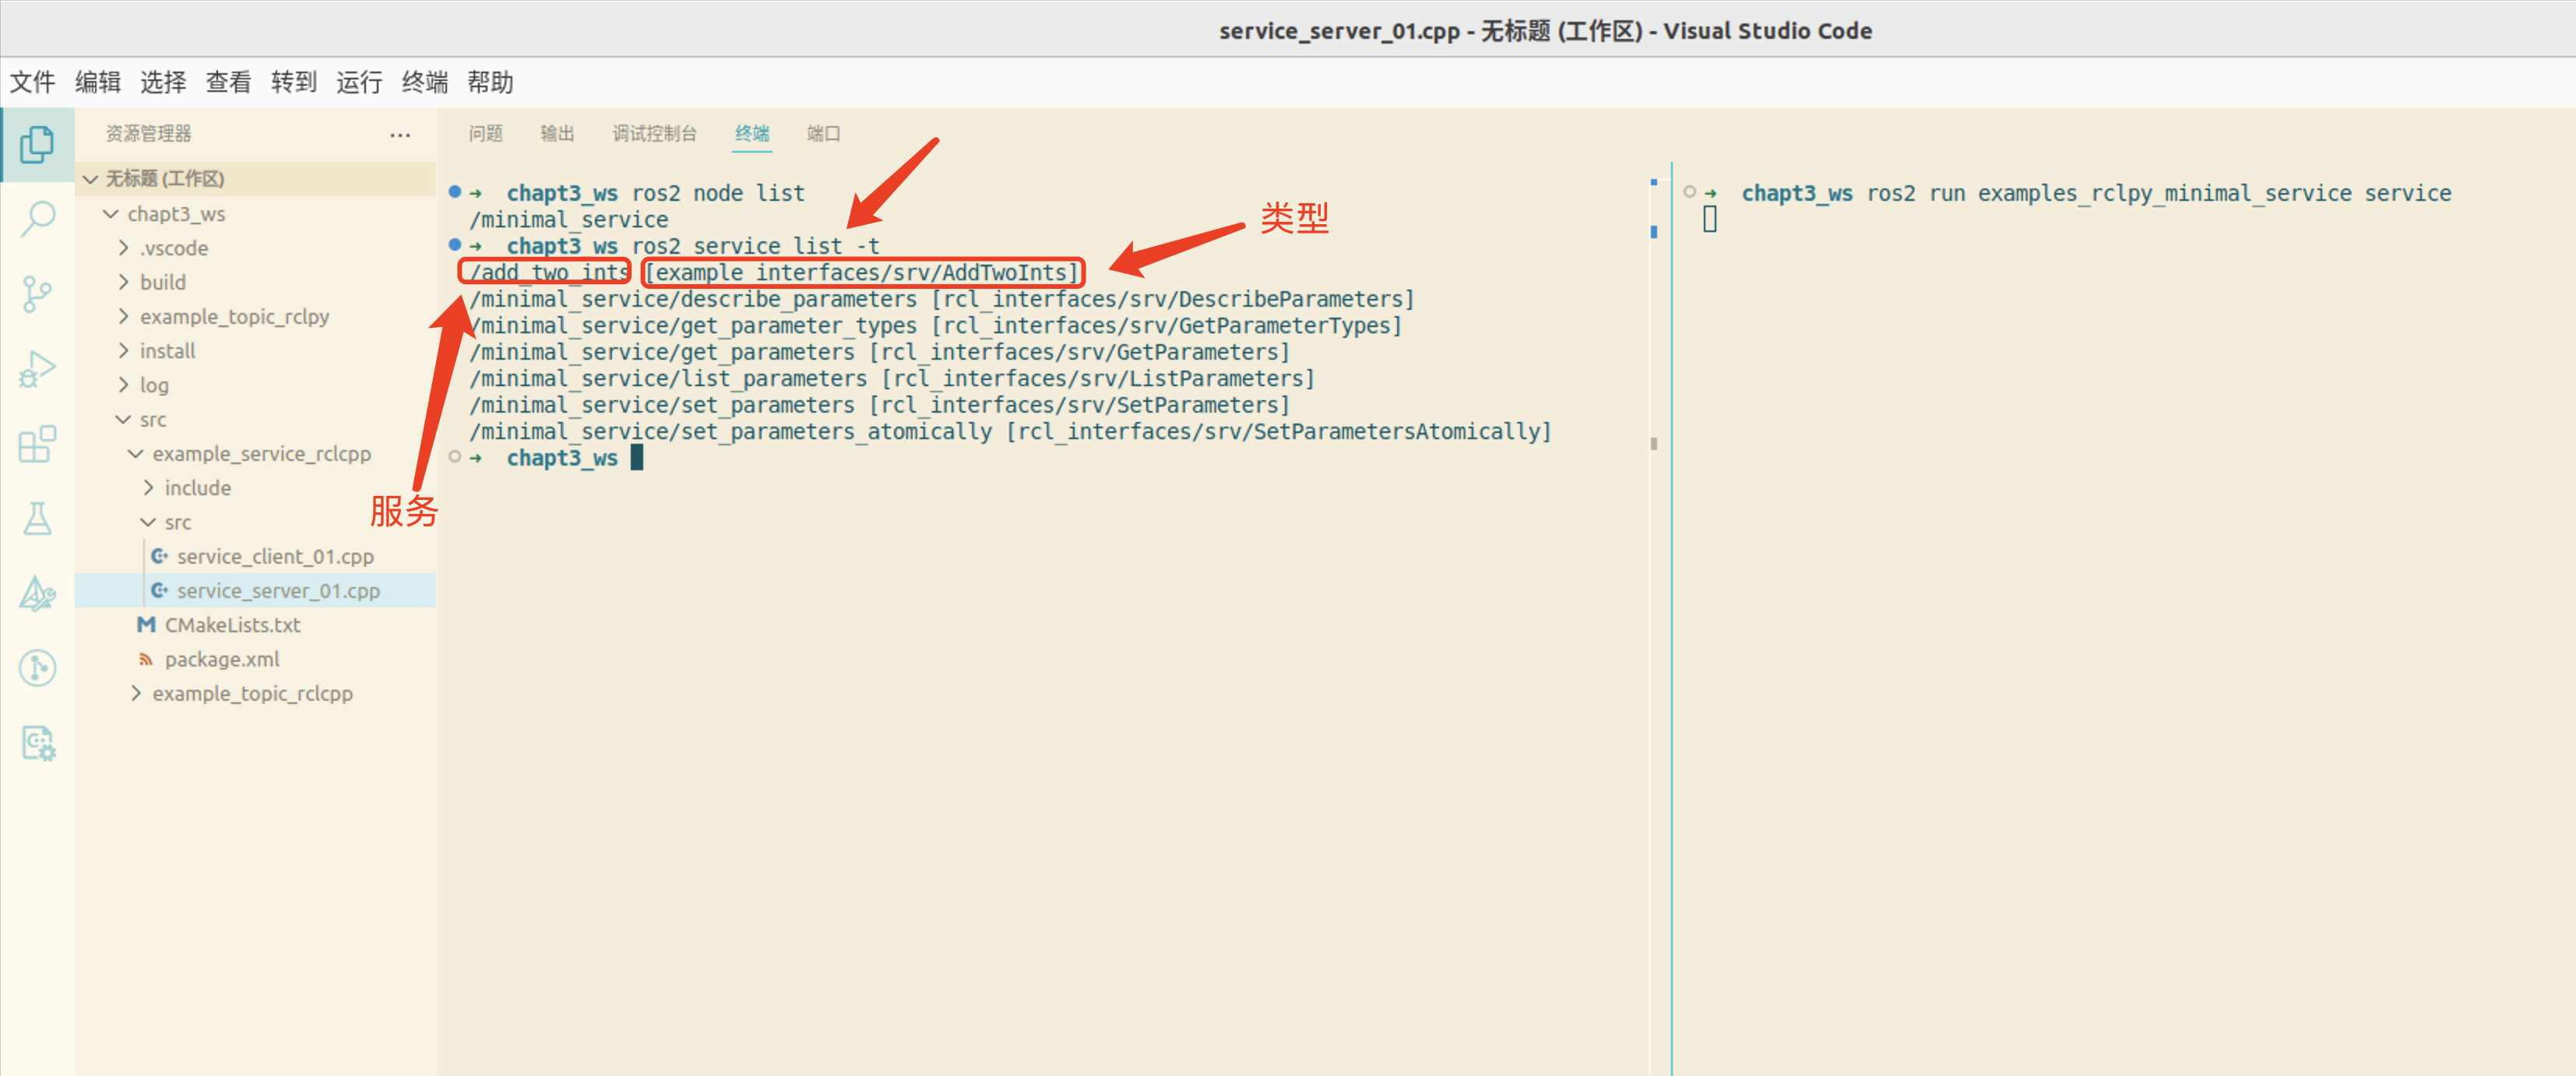 service_server_01.cpp - 无标题 (工作区) - Visual Studio Code
文件 编辑 选择 查看 转到 运行 终端 帮助
资源管理器 ...
无标题 (工作区)
chapt3_ws
.vscode
build
example_topic_rclpy
install
log
src
example_service_rclcpp
include
src
service_client_01.cpp
service_server_01.cpp
CMakeLists.txt
package.xml
example_topic_rclcpp
问题 输出 调试控制台 终端 端口
➜ chapt3_ws ros2 node list
/minimal_service
➜ chapt3_ws ros2 service list -t
/add_two_ints [example_interfaces/srv/AddTwoInts]
/minimal_service/describe_parameters [rcl_interfaces/srv/DescribeParameters]
/minimal_service/get_parameter_types [rcl_interfaces/srv/GetParameterTypes]
/minimal_service/get_parameters [rcl_interfaces/srv/GetParameters]
/minimal_service/list_parameters [rcl_interfaces/srv/ListParameters]
/minimal_service/set_parameters [rcl_interfaces/srv/SetParameters]
/minimal_service/set_parameters_atomically [rcl_interfaces/srv/SetParametersAtomically]
➜ chapt3_ws
类型
服务
➜ chapt3_ws ros2 run examples_rclpy_minimal_service service